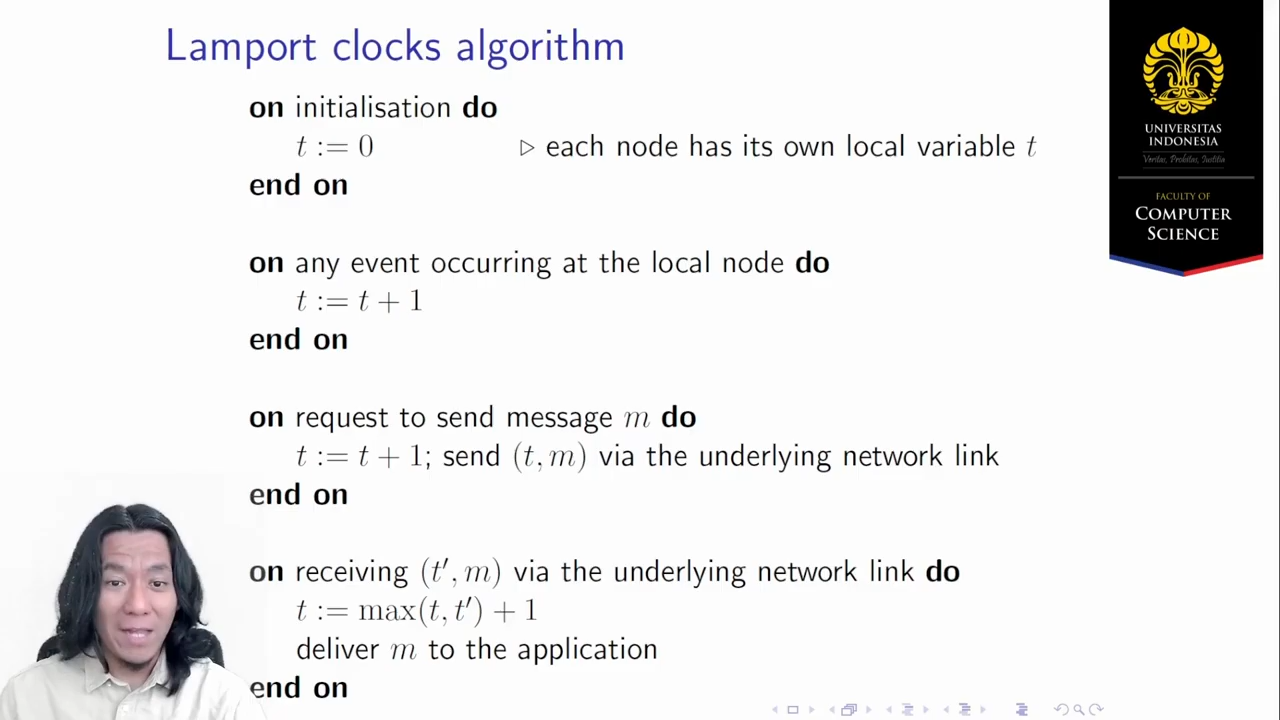 Lamport clocks algorithm
on initialisation do
t := 0 ▷ each node has its own local variable t
end on
on any event occurring at the local node do
t := t + 1
end on
on request to send message m do
t := t + 1; send (t, m) via the underlying network link
end on
on receiving (t′, m) via the underlying network link do
t := max(t, t′) + 1
deliver m to the application
end on
UNIVERSITAS
INDONESIA
Veritas, Probitas, Justitia
FACULTY OF
COMPUTER
SCIENCE